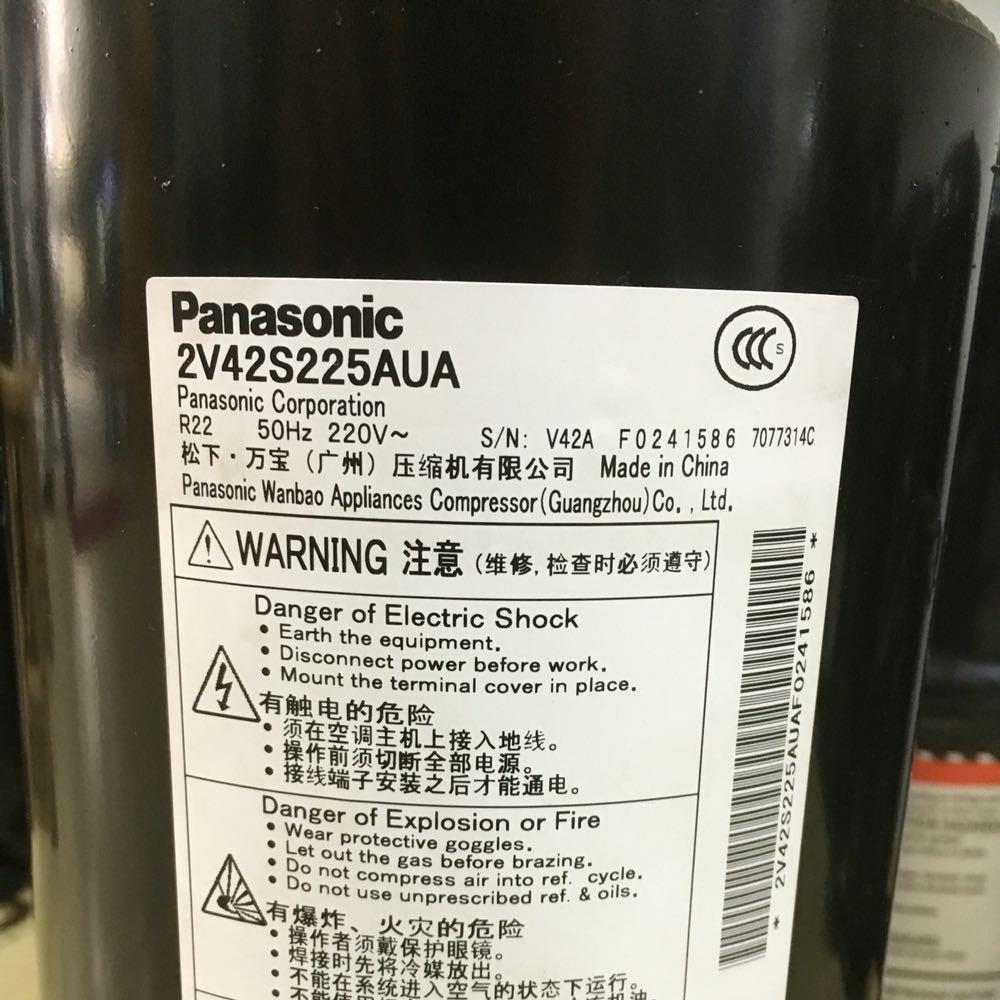 Panasonic
2V42S225AUA
Panasonic Corporation
R22 50Hz 220V~ S/N: V42A F0241586 7077314C
松下·万宝（广州）压缩机有限公司 Made in China
Panasonic Wanbao Appliances Compressor(Guangzhou)Co.,Ltd.
CCC S
WARNING 注意 (维修,检查时必须遵守)
Danger of Electric Shock
• Earth the equipment.
• Disconnect power before work.
• Mount the terminal cover in place.
有触电的危险
• 须在空调主机上接入地线。
• 操作前须切断全部电源。
• 接线端子安装之后才能通电。
Danger of Explosion or Fire
• Wear protective goggles.
• Let out the gas before brazing.
• Do not compress air into ref. cycle.
• Do not use unprescribed ref. & oils.
有爆炸、火灾的危险
• 操作者须戴保护眼镜。
• 焊接时先将冷媒放出。
• 不能在系统进入空气的状态下运行。
* 2V42S225AUAF0241586 *